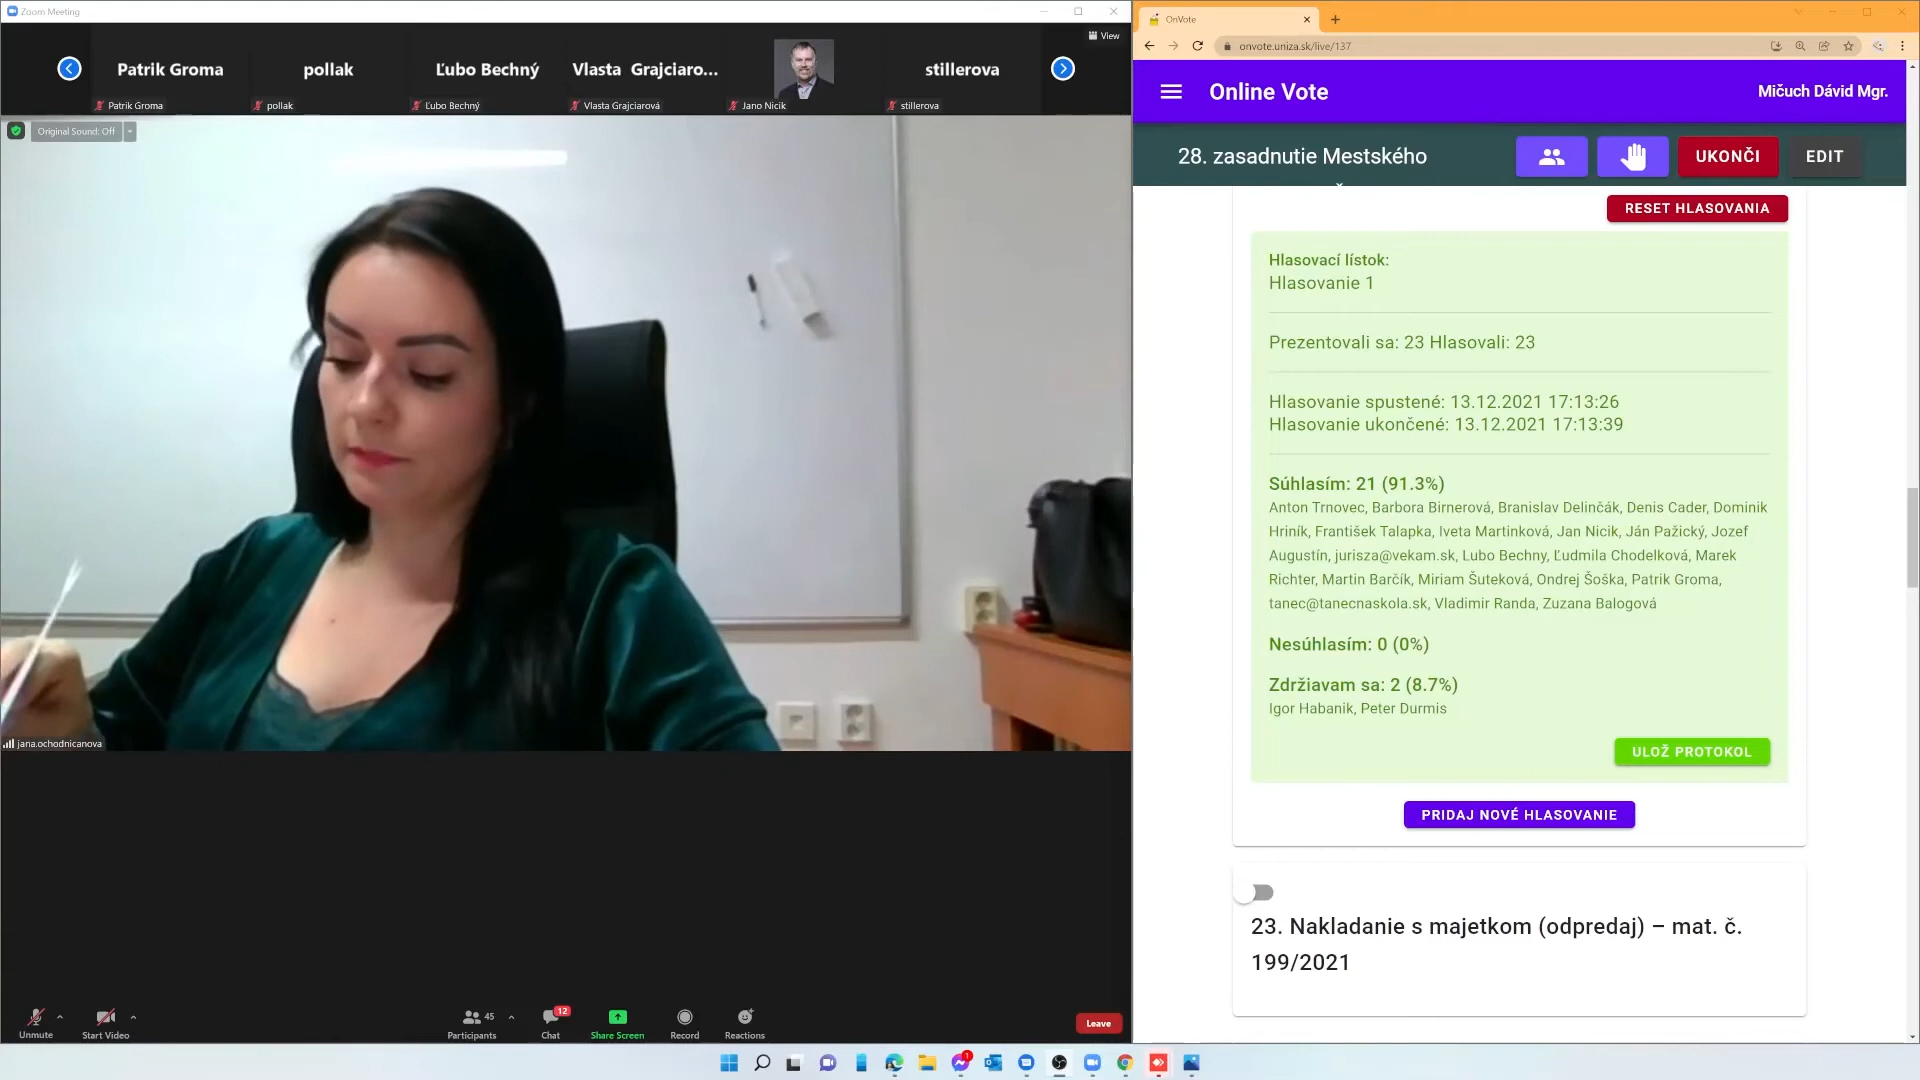 Zoom Meeting
View
Patrik Groma
pollak
Ľubo Bechný
Vlasta Grajciaro...
stillerova
Patrik Groma
pollak
Ľubo Bechný
Vlasta Grajciarová
Jano Nicik
stillerova
Original Sound: Off
jana.ochodnicanova
Unmute
Start Video
45
Participants
12
Chat
Share Screen
Record
Reactions
Leave
OnVote
onvote.uniza.sk/live/137
Online Vote
Mičuch Dávid Mgr.
28. zasadnutie Mestského
UKONČI
EDIT
RESET HLASOVANIA
Hlasovací lístok:
Hlasovanie 1
Prezentovali sa: 23 Hlasovali: 23
Hlasovanie spustené: 13.12.2021 17:13:26
Hlasovanie ukončené: 13.12.2021 17:13:39
Súhlasím: 21 (91.3%)
Anton Trnovec, Barbora Birnerová, Branislav Delinčák, Denis Cader, Dominik
Hriník, František Talapka, Iveta Martinková, Jan Nicik, Ján Pažický, Jozef
Augustín, jurisza@vekam.sk, Lubo Bechny, Ľudmila Chodelková, Marek
Richter, Martin Barčík, Miriam Šuteková, Ondrej Šoška, Patrik Groma,
tanec@tanecnaskola.sk, Vladimir Randa, Zuzana Balogová
Nesúhlasím: 0 (0%)
Zdržiavam sa: 2 (8.7%)
Igor Habanik, Peter Durmis
ULOŽ PROTOKOL
PRIDAJ NOVÉ HLASOVANIE
23. Nakladanie s majetkom (odpredaj) – mat. č.
199/2021
1